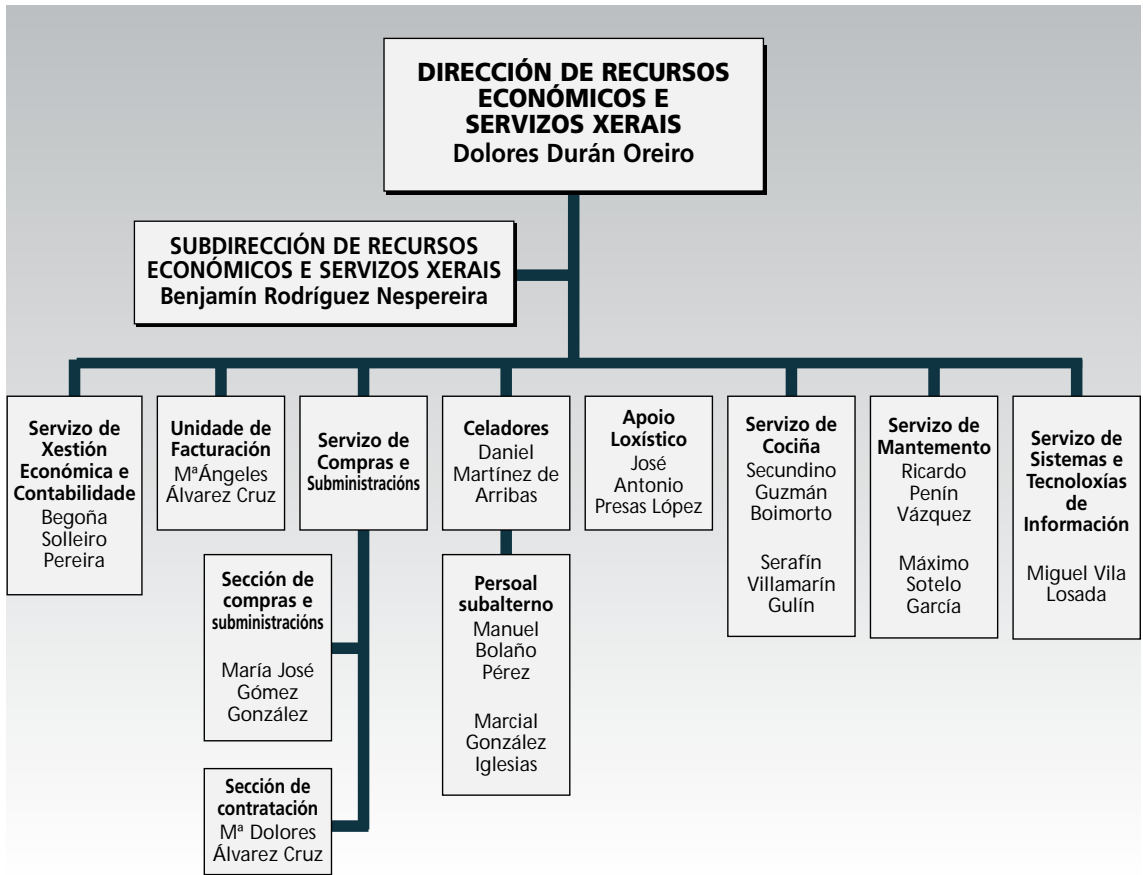 DIRECCIÓN DE RECURSOS
ECONÓMICOS E
SERVIZOS XERAIS
Dolores Durán Oreiro
SUBDIRECCIÓN DE RECURSOS
ECONÓMICOS E SERVIZOS XERAIS
Benjamín Rodríguez Nespereira
Servizo de
Xestión
Económica e
Contabilidade
Begoña
Solleiro
Pereira
Unidade de
Facturación
MªÁngeles
Álvarez Cruz
Servizo de
Compras e
Subministracións
Celadores
Daniel
Martínez de
Arribas
Apoio
Loxístico
José
Antonio
Presas López
Servizo de
Cociña
Secundino
Guzmán
Boimorto
Serafín
Villamarín
Gulín
Servizo de
Mantemento
Ricardo
Penín
Vázquez
Máximo
Sotelo
García
Servizo de
Sistemas e
Tecnoloxías
de
Información
Miguel Vila
Losada
Sección de
compras e
subministracións
María José
Gómez
González
Persoal
subalterno
Manuel
Bolaño
Pérez
Marcial
González
Iglesias
Sección de
contratación
Mª Dolores
Álvarez Cruz